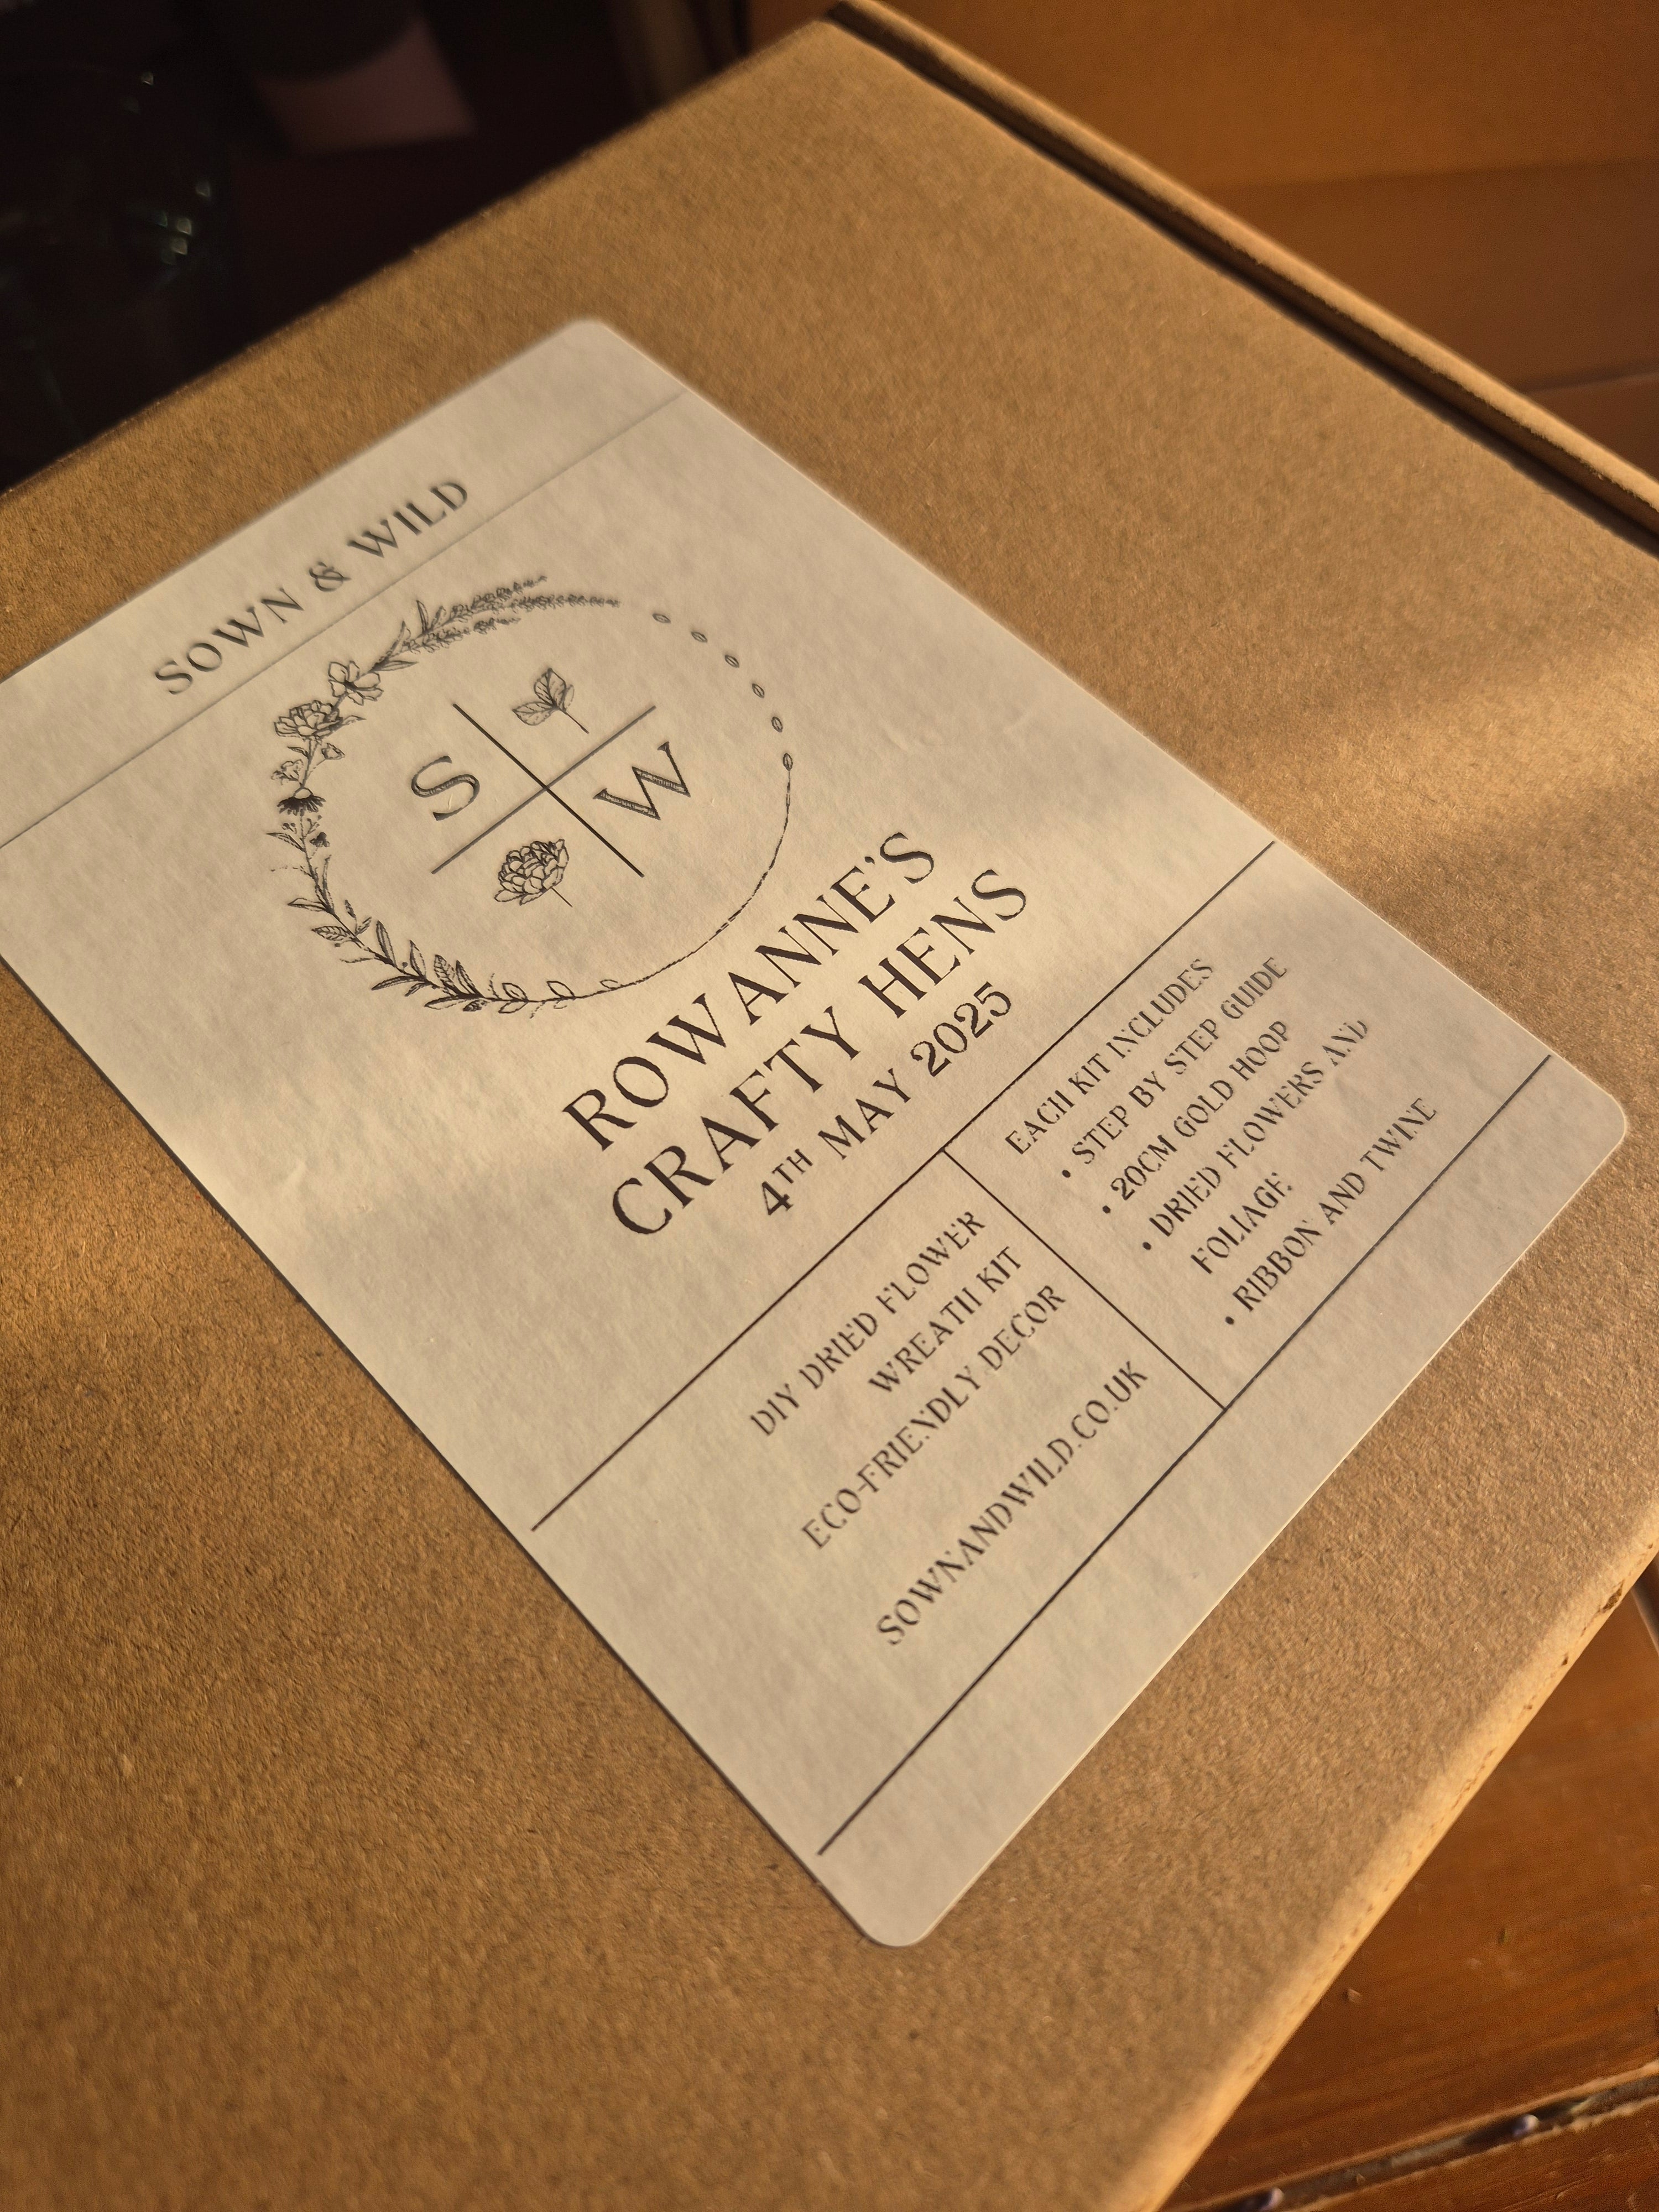 SOWN & WILD
S
W
ROWANNE'S
CRAFTY HENS
4TH MAY 2025
DIY DRIED FLOWER
WREATH KIT
ECO-FRIENDLY DECOR
SOWNANDWILD.CO.UK
EACH KIT INCLUDES
• STEP BY STEP GUIDE
• 20CM GOLD HOOP
• DRIED FLOWERS AND
FOLIAGE
• RIBBON AND TWINE